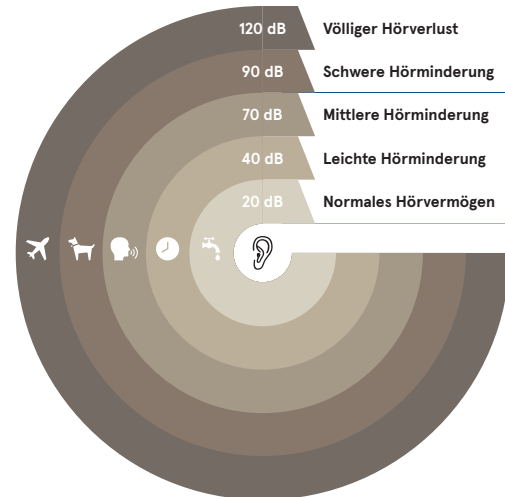 120 dB Völliger Hörverlust
90 dB Schwere Hörminderung
70 dB Mittlere Hörminderung
40 dB Leichte Hörminderung
20 dB Normales Hörvermögen